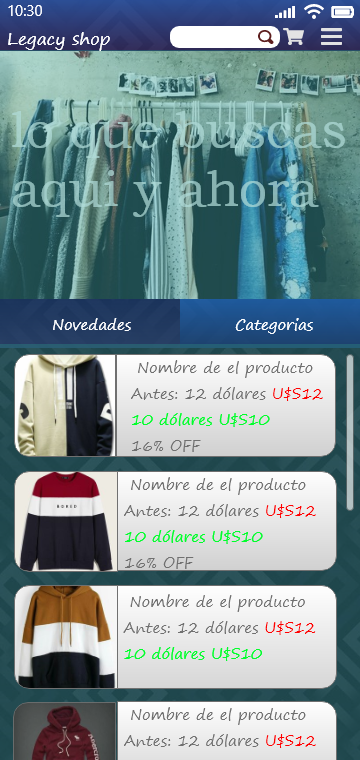 10:30
Legacy shop
lo que buscas
aqui y ahora
Novedades
Categorias
Nombre de el producto
Antes: 12 dólares U$S12
10 dólares U$S10
16% OFF
Nombre de el producto
Antes: 12 dólares U$S12
10 dólares U$S10
16% OFF
BORED
Nombre de el producto
Antes: 12 dólares U$S12
10 dólares U$S10
Nombre de el producto
Antes: 12 dólares U$S12